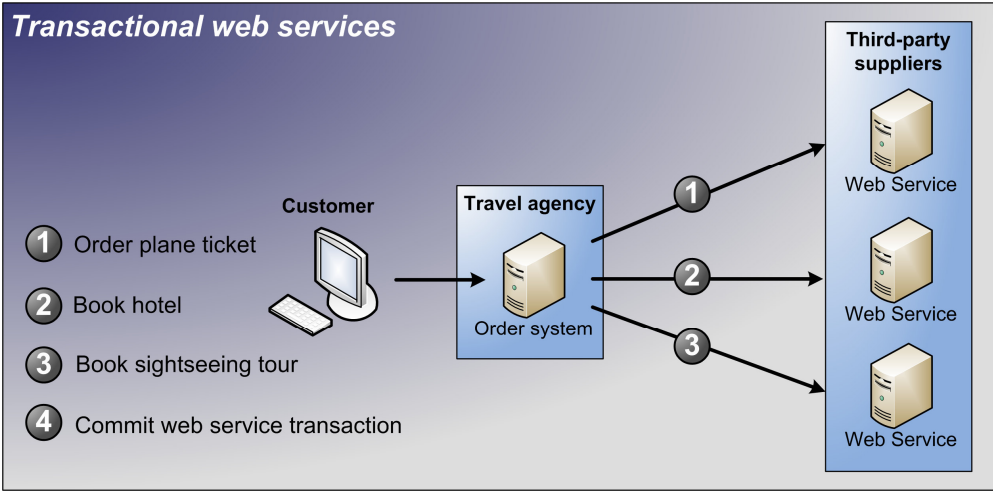 Transactional web services
Third-party
suppliers
Web Service
1
Customer
Travel agency
1 Order plane ticket
2
Web Service
2 Book hotel
Order system
3
3 Book sightseeing tour
4 Commit web service transaction
Web Service